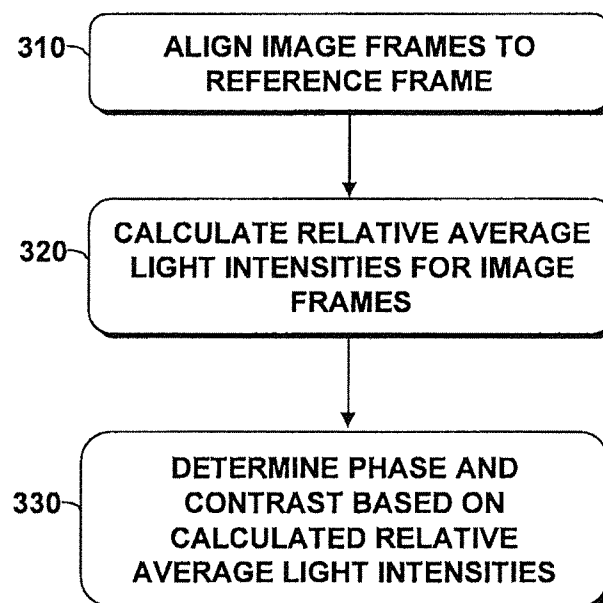 310
ALIGN IMAGE FRAMES TO
REFERENCE FRAME
320
CALCULATE RELATIVE AVERAGE
LIGHT INTENSITIES FOR IMAGE
FRAMES
330
DETERMINE PHASE AND
CONTRAST BASED ON
CALCULATED RELATIVE
AVERAGE LIGHT INTENSITIES